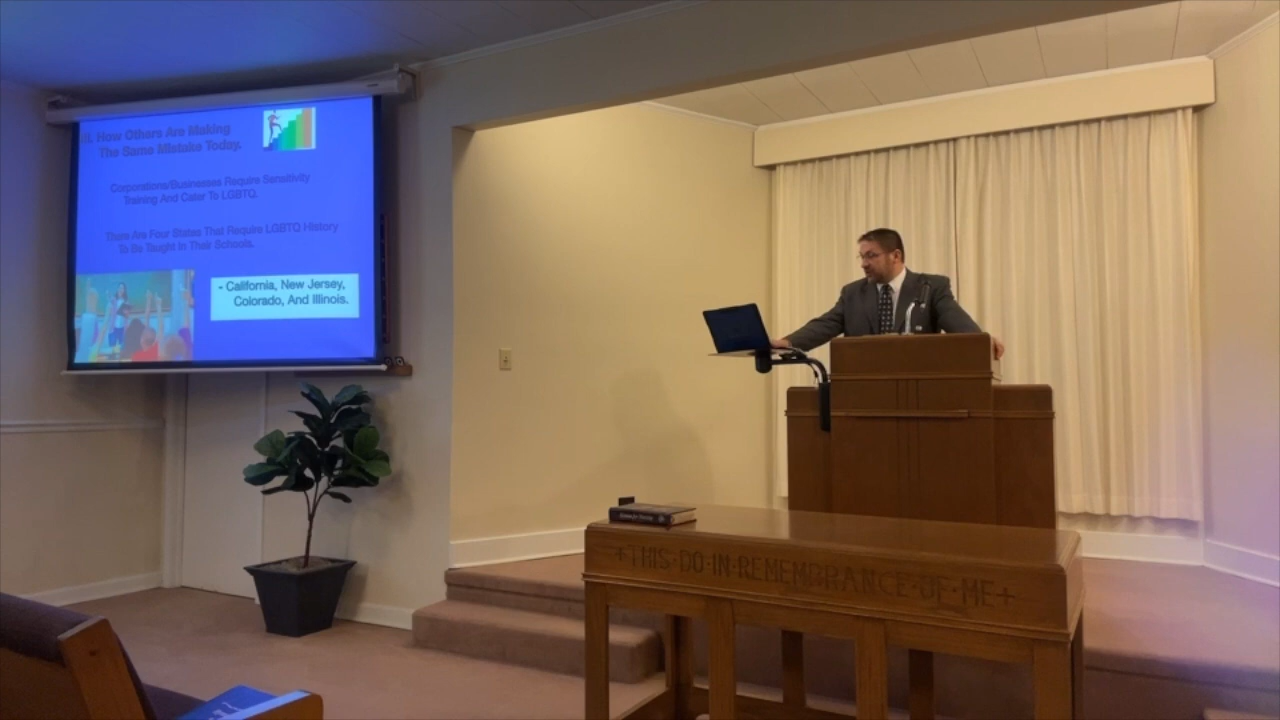 III. How Others Are Making
The Same Mistake Today.
Corporations/Businesses Require Sensitivity
Training And Cater To LGBTQ.
There Are Four States That Require LGBTQ History
To Be Taught In Their Schools.
- California, New Jersey,
Colorado, And Illinois.
+THIS·DO·IN·REMEMBRANCE·OF·ME+